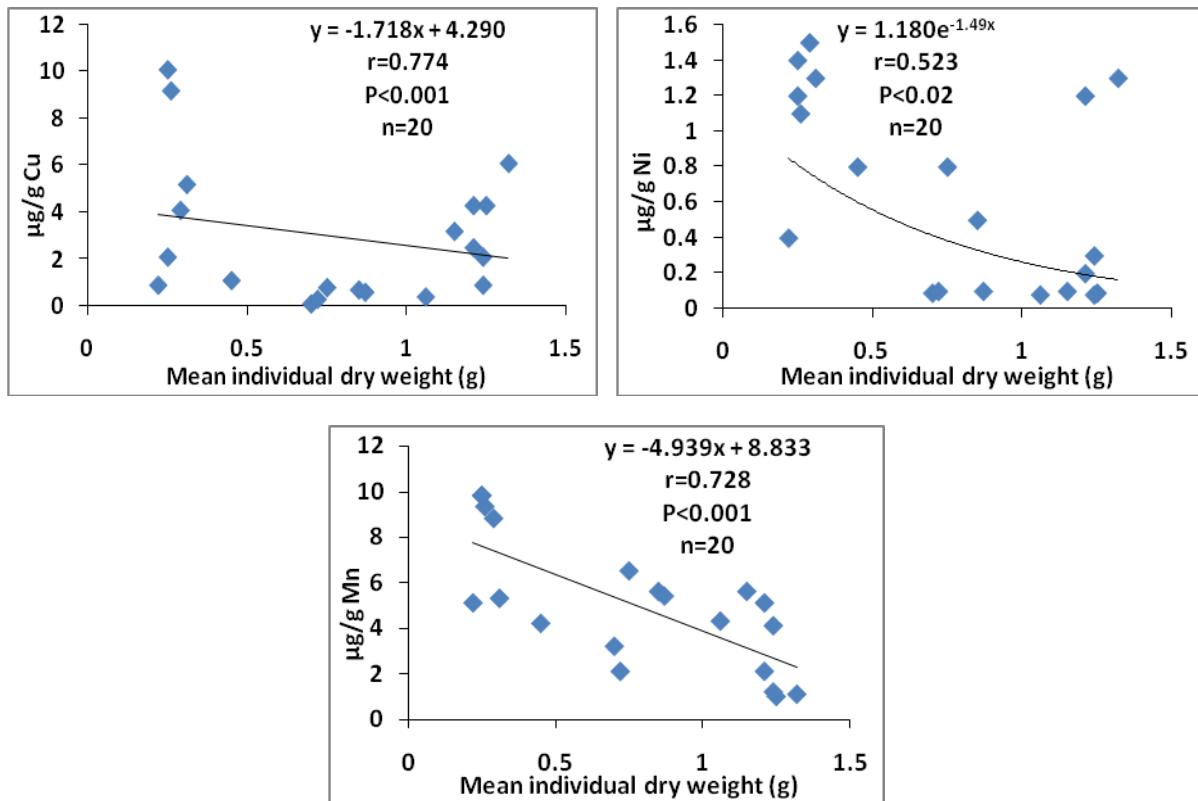 y = -1.718x + 4.290
r=0.774
P<0.001
n=20
12
10
8
6
4
2
0
µg/g Cu
0 0.5 1 1.5
Mean individual dry weight (g)
y = 1.180e-1.49x
r=0.523
P<0.02
n=20
1.6
1.4
1.2
1
0.8
0.6
0.4
0.2
0
µg/g Ni
0 0.5 1 1.5
Mean individual dry weight (g)
y = -4.939x + 8.833
r=0.728
P<0.001
n=20
12
10
8
6
4
2
0
µg/g Mn
0 0.5 1 1.5
Mean individual dry weight (g)